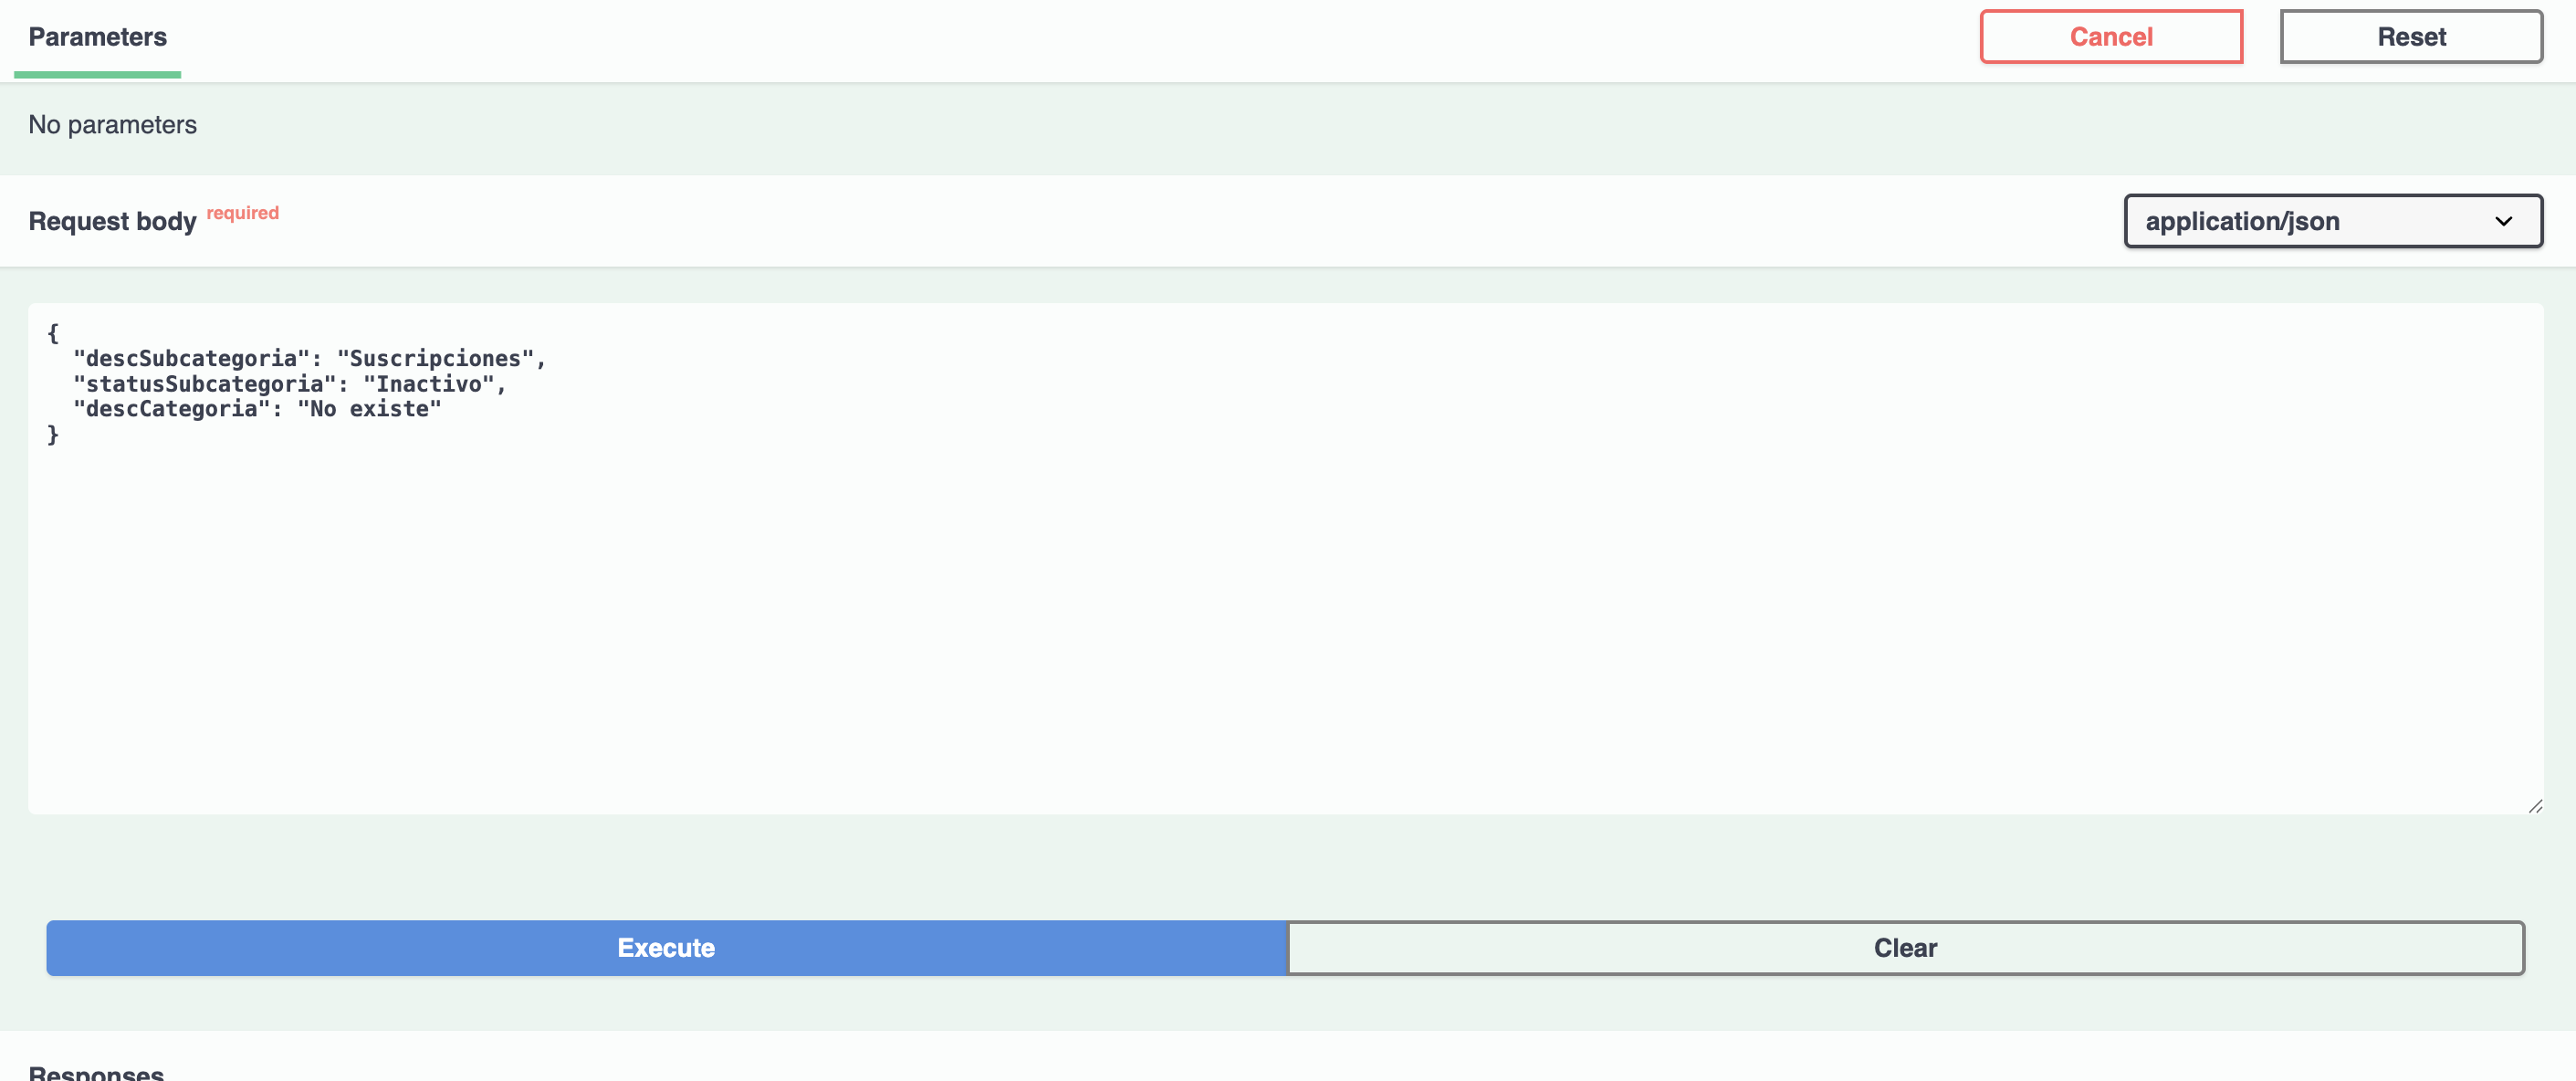 Parameters
Cancel
Reset
No parameters
Request body required
application/json
{
  "descSubcategoria": "Suscripciones",
  "statusSubcategoria": "Inactivo",
  "descCategoria": "No existe"
}
Execute
Clear
Responses